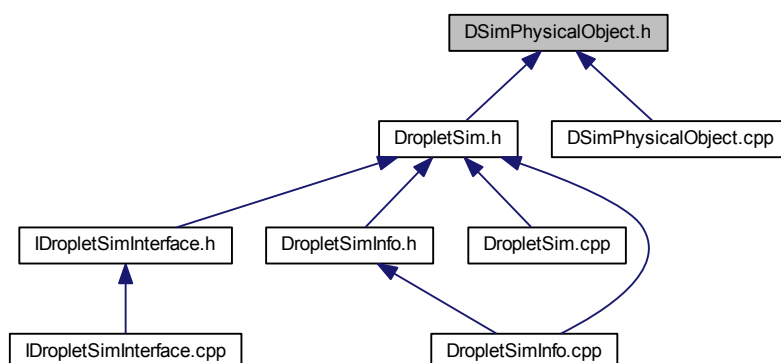 DSimPhysicalObject.h
DropletSim.h
DSimPhysicalObject.cpp
IDropletSimInterface.h
DropletSimInfo.h
DropletSim.cpp
IDropletSimInterface.cpp
DropletSimInfo.cpp